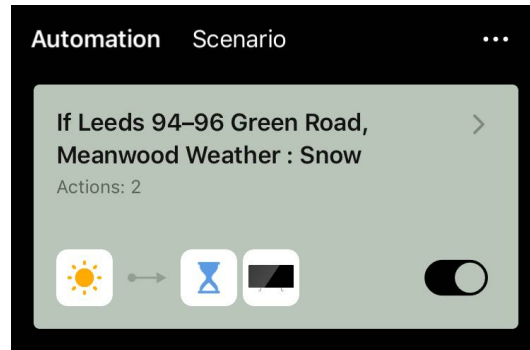 Automation Scenario
If Leeds 94–96 Green Road,
Meanwood Weather : Snow
Actions: 2